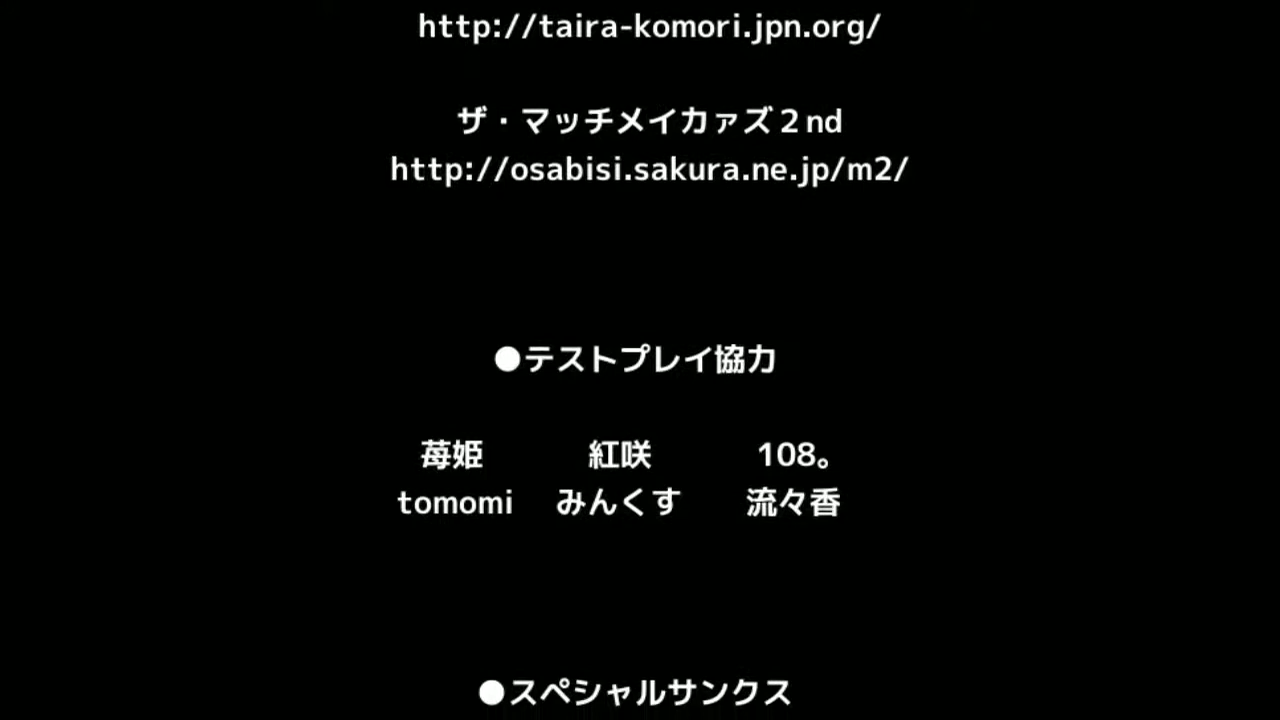 http://taira-komori.jpn.org/
ザ・マッチメイカァズ２nd
http://osabisi.sakura.ne.jp/m2/
●テストプレイ協力
苺姫 紅咲 108。
tomomi みんくす 流々香
●スペシャルサンクス